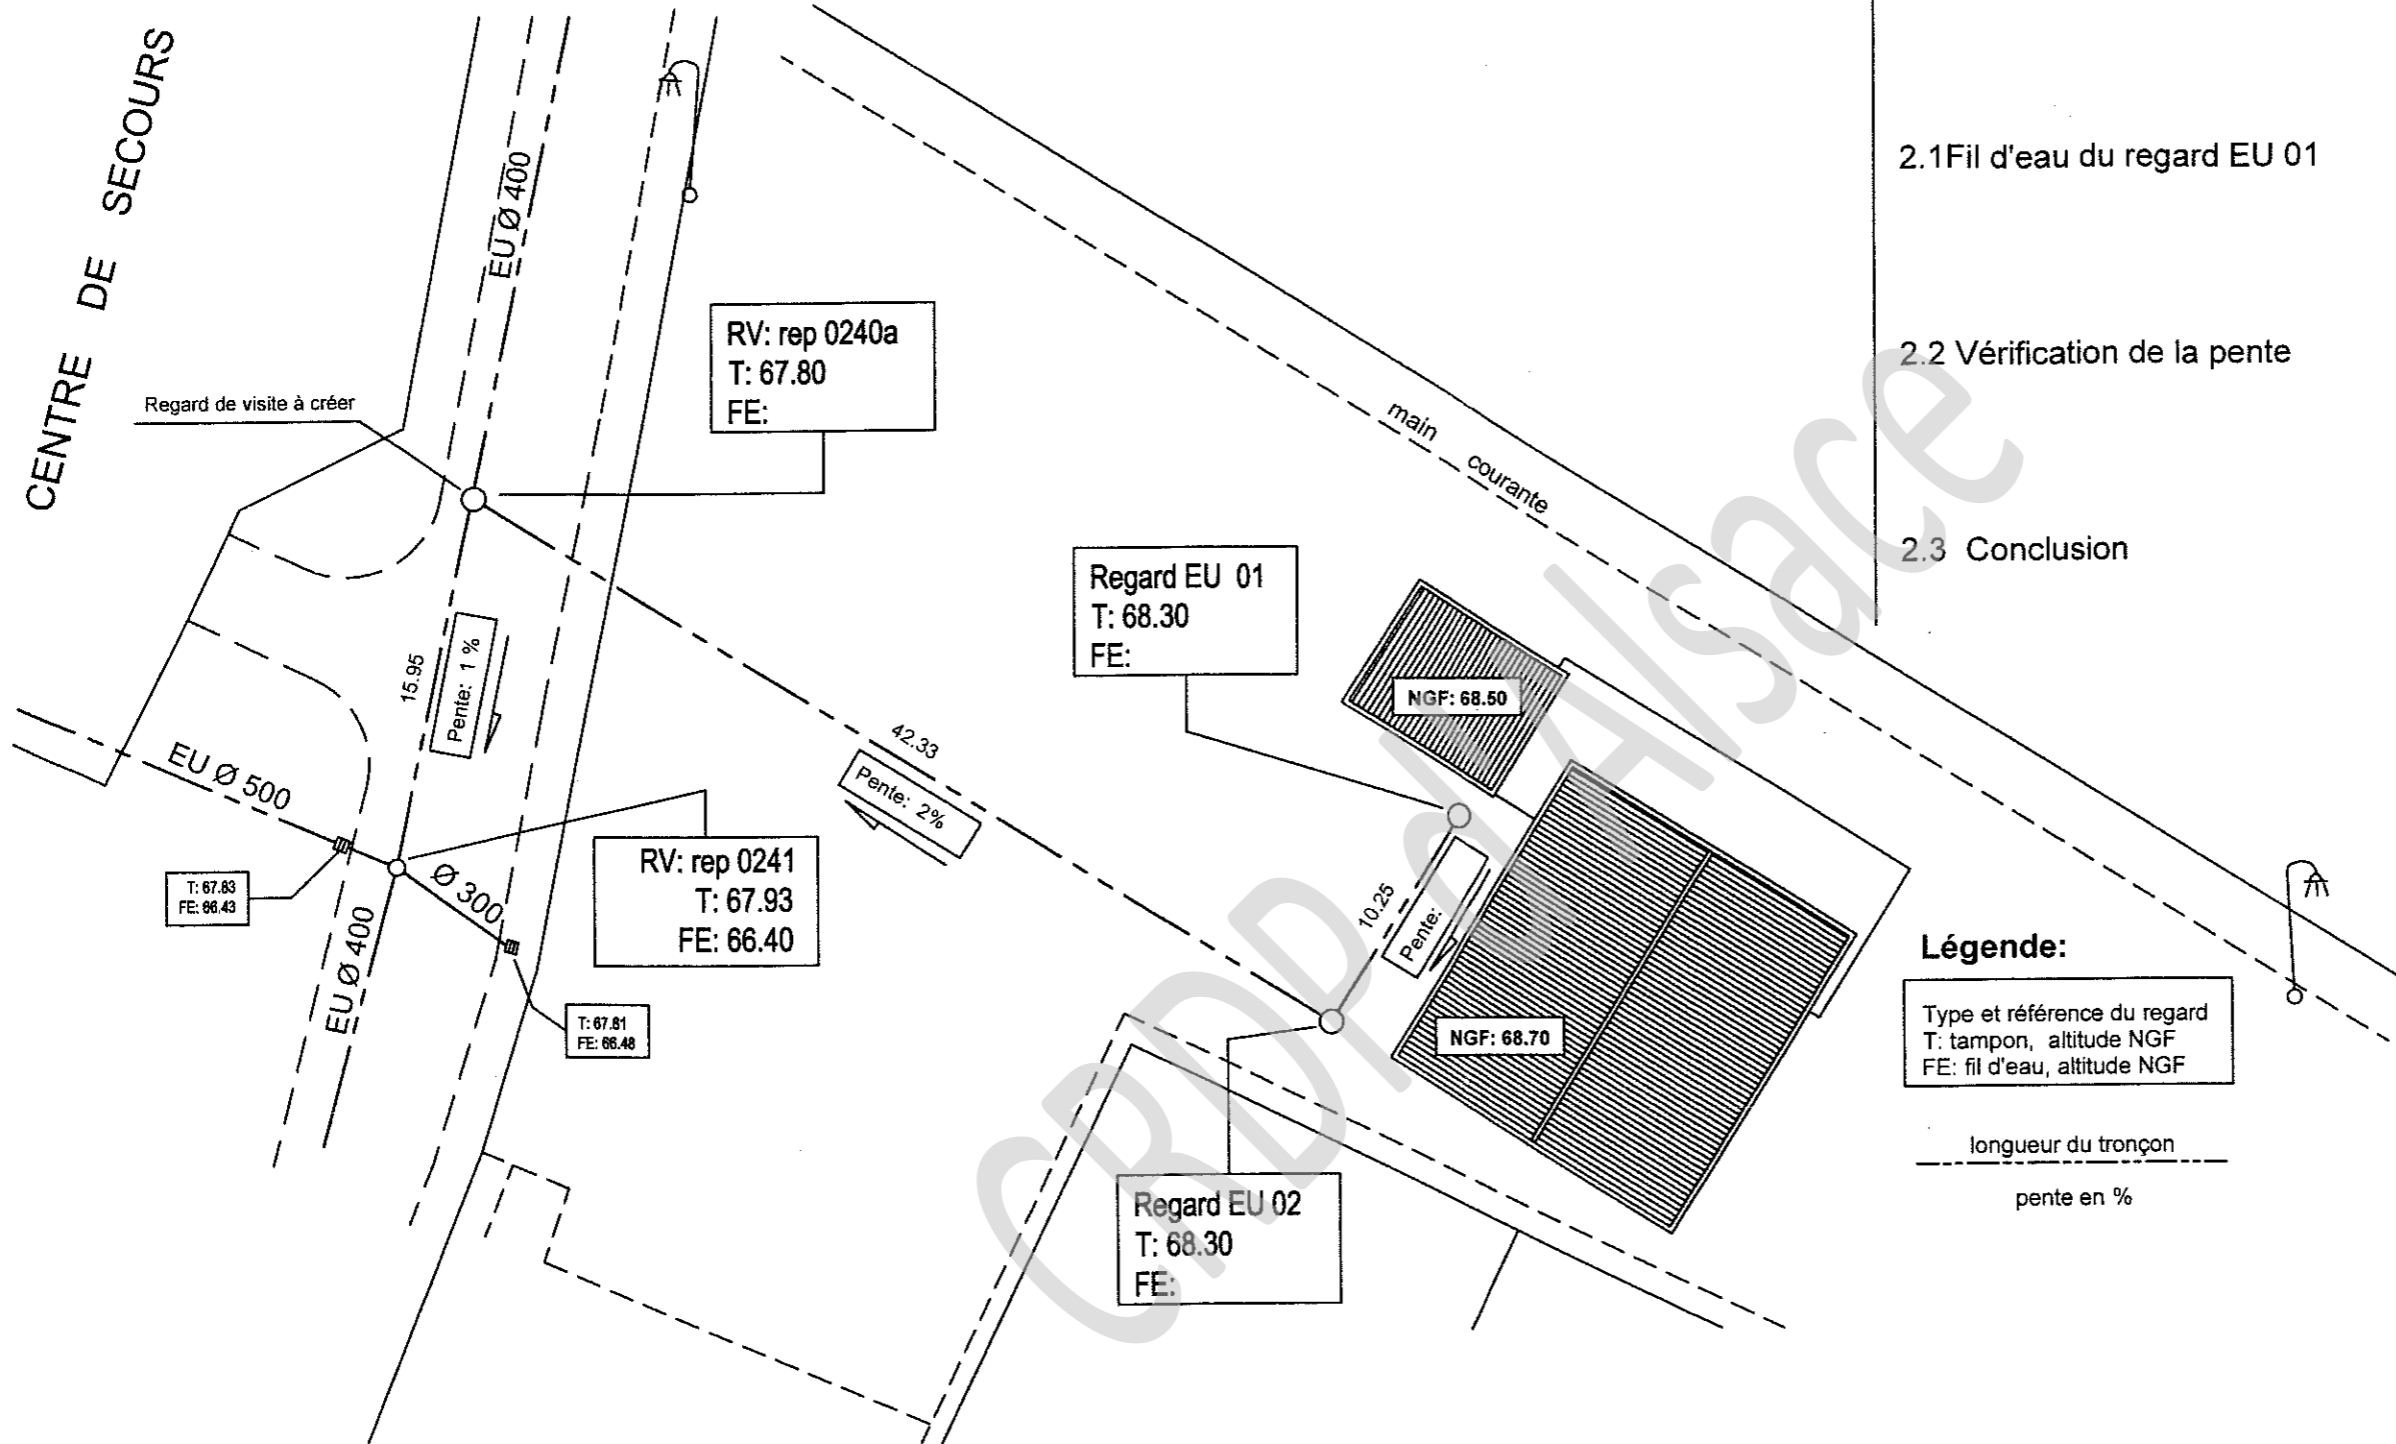 CENTRE DE SECOURS
EU Ø 400
RV: rep 0240a
T: 67.80
FE:
Regard de visite à créer
2.1Fil d'eau du regard EU 01
2.2 Vérification de la pente
2.3 Conclusion
main
courante
Regard EU 01
T: 68.30
FE:
NGF: 68.50
15.95
Pente: 1 %
42.33
Pente: 2%
EU Ø 500
RV: rep 0241
T: 67.93
FE: 66.40
T: 67.83
FE: 66.43
Ø 300
EU Ø 400
T: 67.81
FE: 66.48
10.25
Pente:
NGF: 68.70
Regard EU 02
T: 68.30
FE:
Légende:
Type et référence du regard
T: tampon, altitude NGF
FE: fil d'eau, altitude NGF
longueur du tronçon
pente en %
CRDP d'Alsace